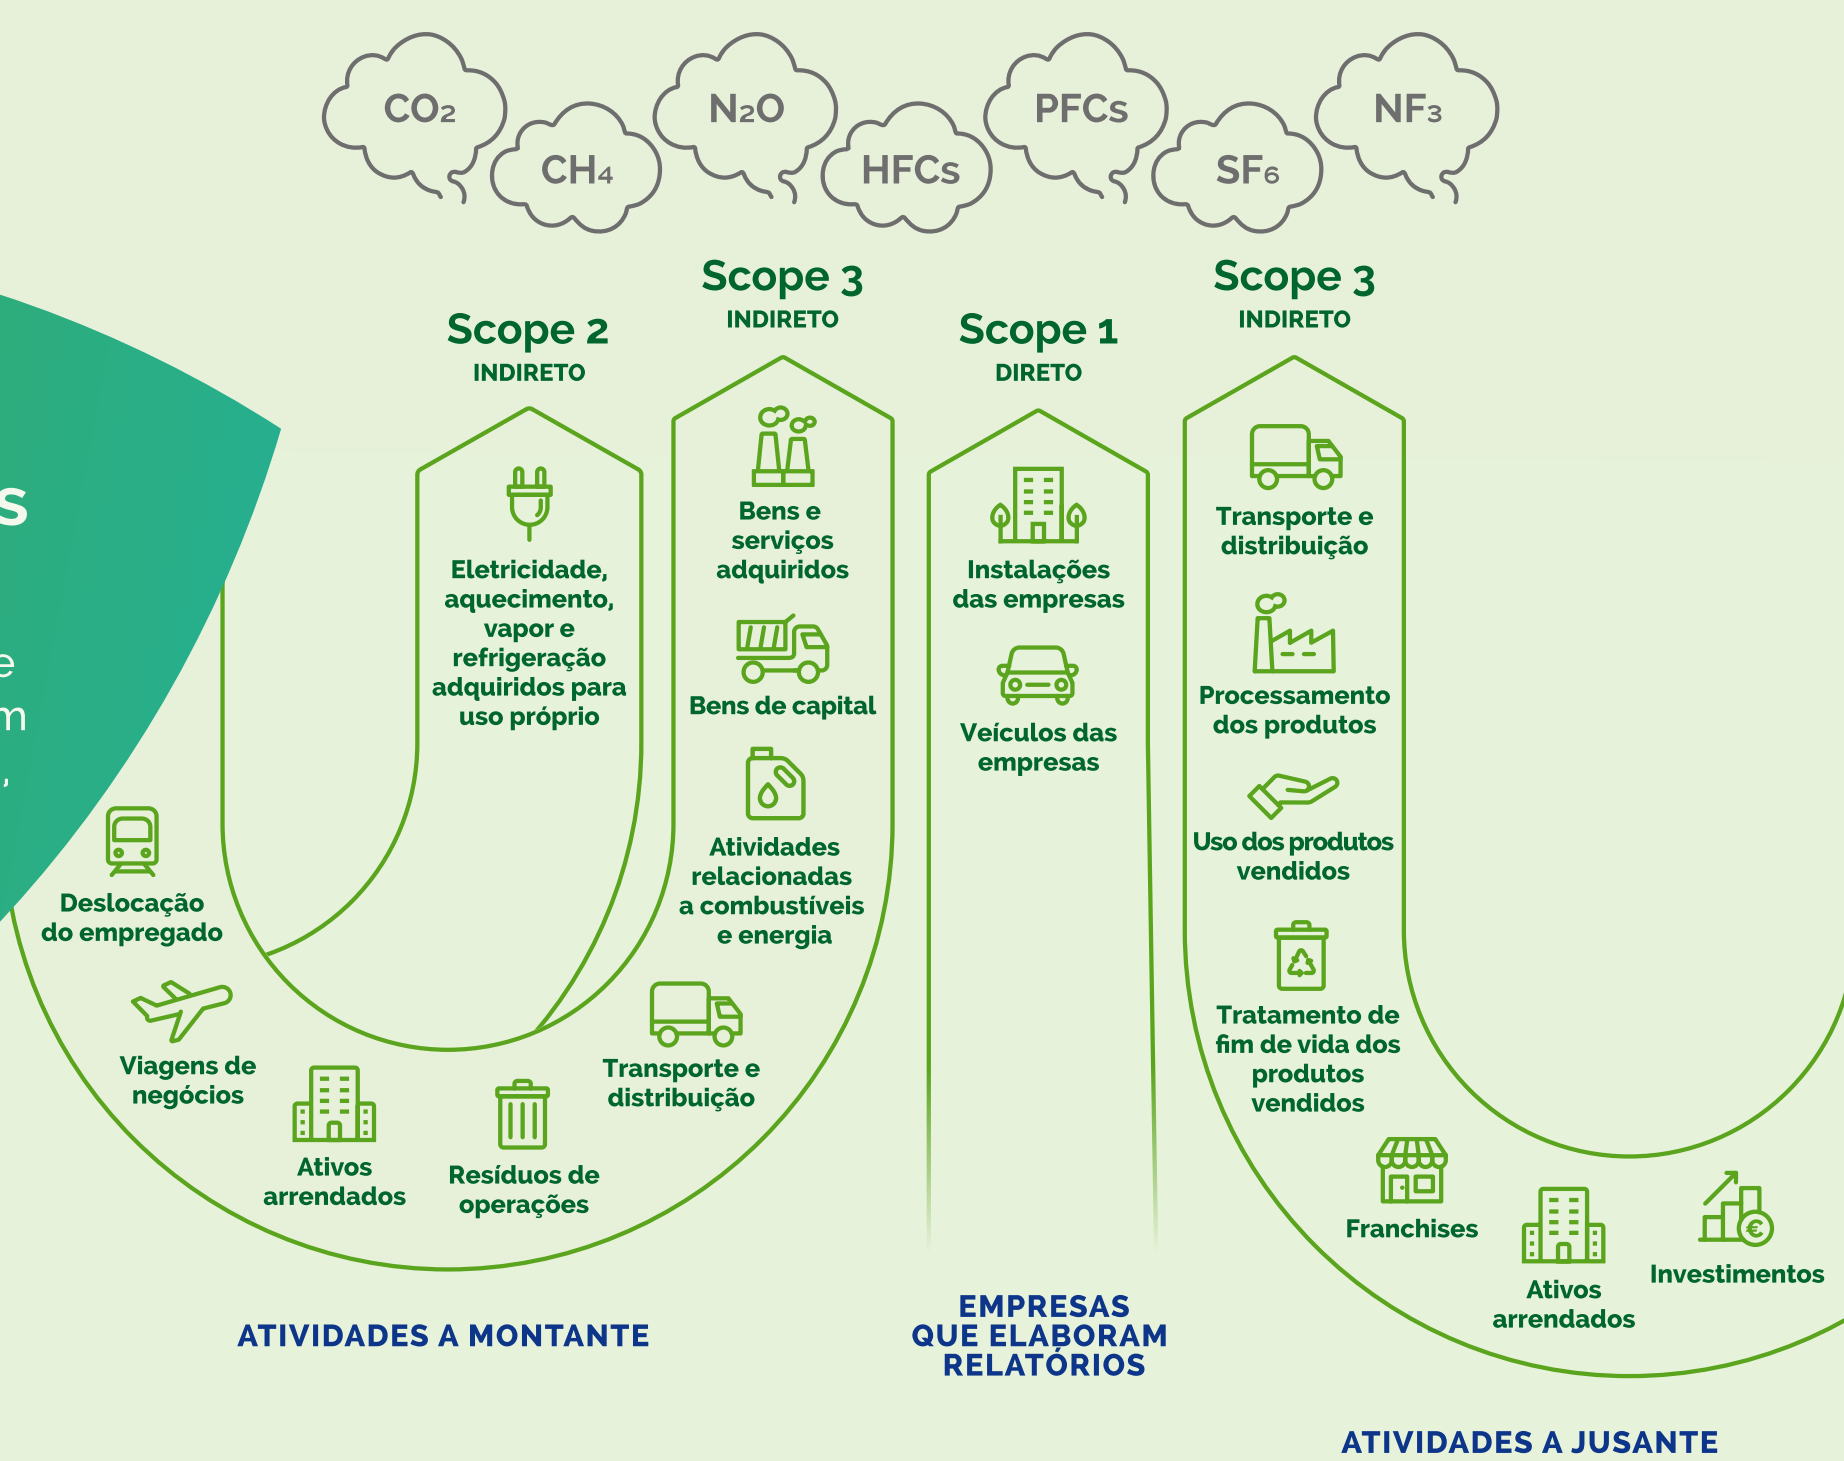 CO₂
CH₄
N₂O
HFCs
PFCs
SF₆
NF₃
Scope 2
INDIRETO
Eletricidade,
aquecimento,
vapor e
refrigeração
adquiridos para
uso próprio
Scope 3
INDIRETO
Bens e
serviços
adquiridos
Bens de capital
Atividades
relacionadas
a combustíveis
e energia
Transporte e
distribuição
Resíduos de
operações
Ativos
arrendados
Viagens de
negócios
Deslocação
do empregado
ATIVIDADES A MONTANTE
Scope 1
DIRETO
Instalações
das empresas
Veículos das
empresas
EMPRESAS
QUE ELABORAM
RELATÓRIOS
Scope 3
INDIRETO
Transporte e
distribuição
Processamento
dos produtos
Uso dos produtos
vendidos
Tratamento de
fim de vida dos
produtos
vendidos
Franchises
Ativos
arrendados
€
Investimentos
ATIVIDADES A JUSANTE